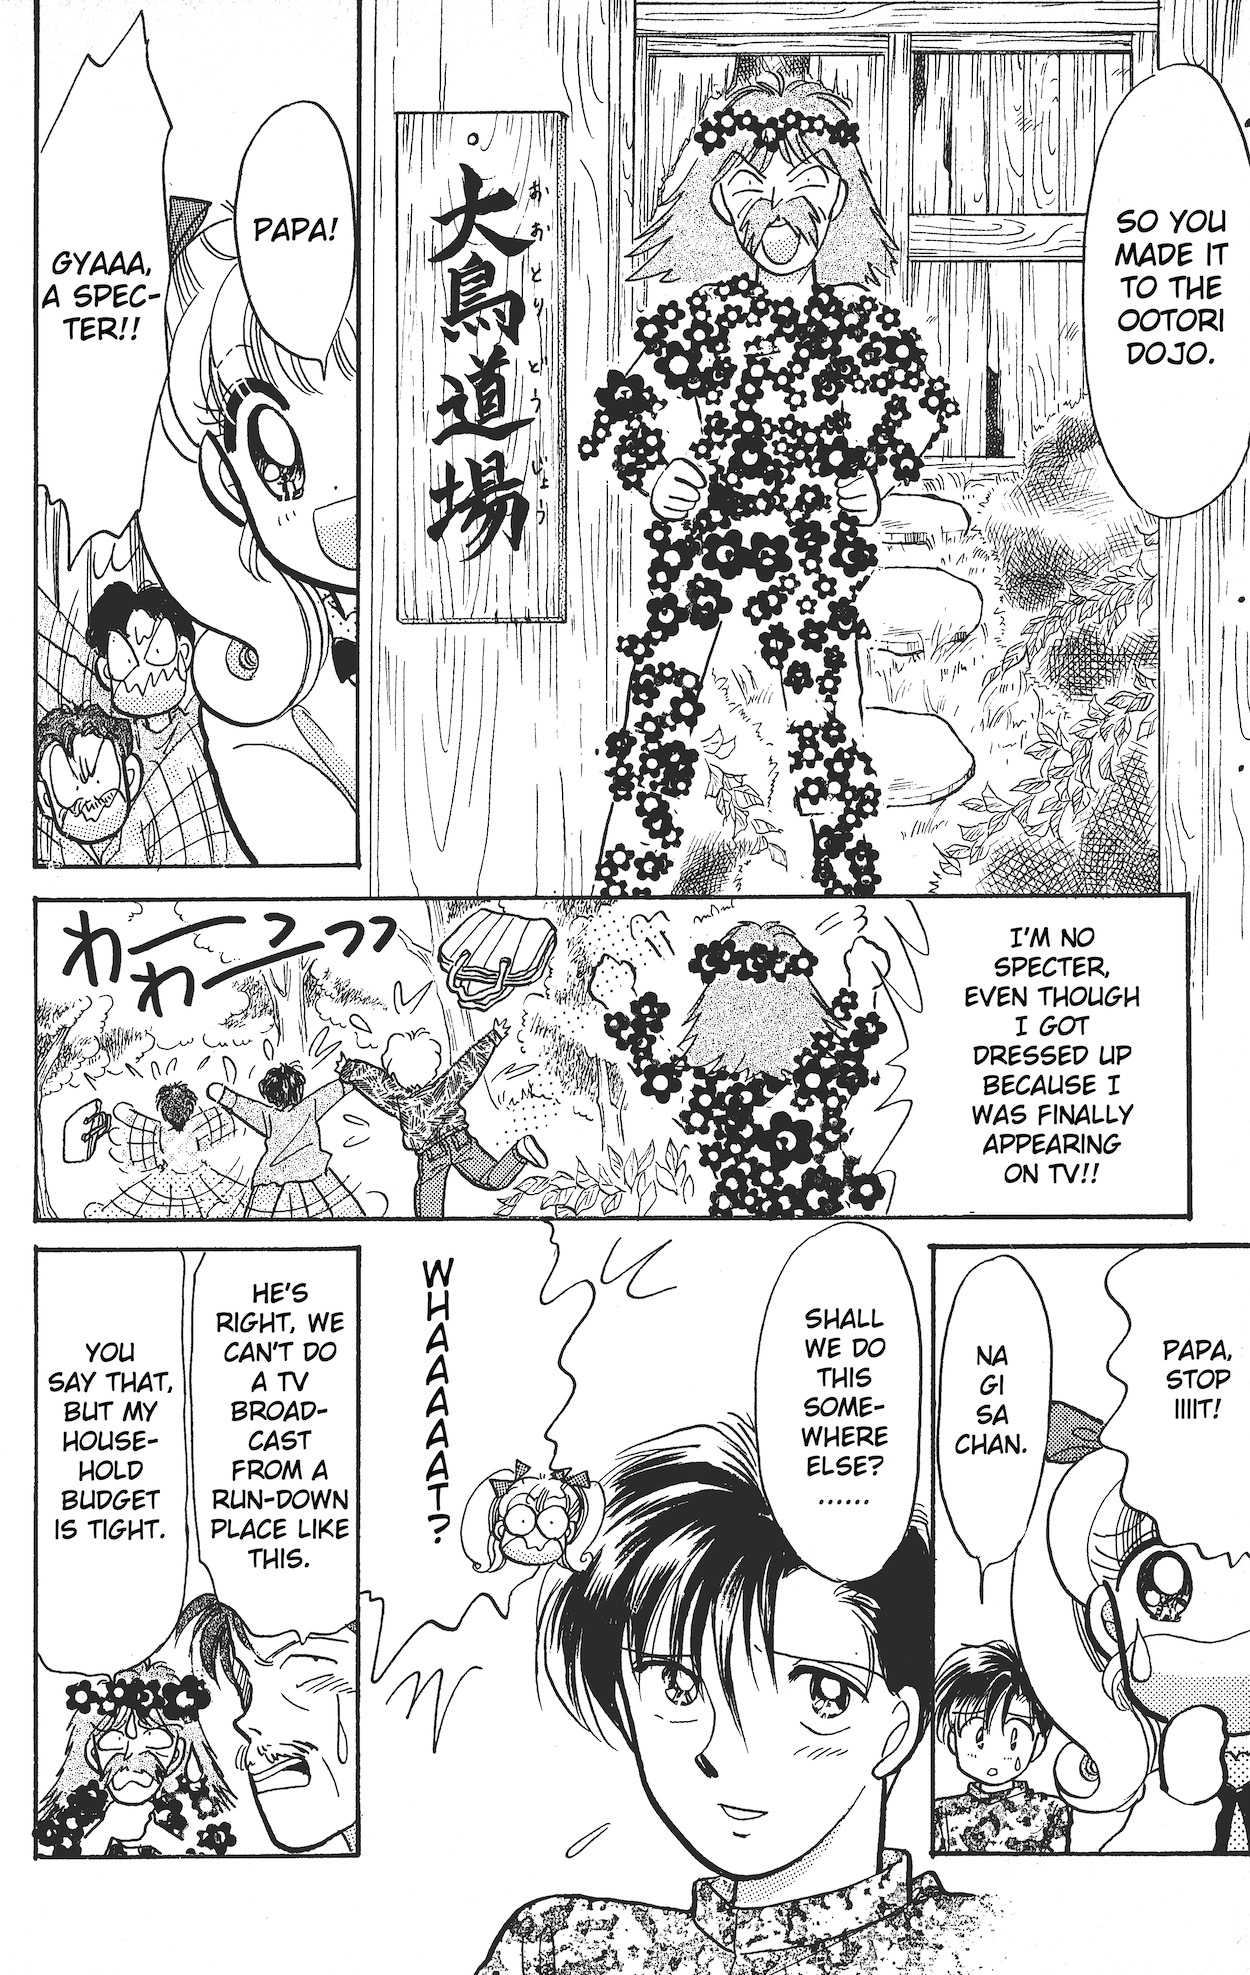 SO YOU
MADE IT
TO THE
OOTORI
DOJO.
大鳥道場
おおとりどうじょう
PAPA!
GYAAA,
A SPEC-
TER!!
I'M NO
SPECTER,
EVEN THOUGH
I GOT
DRESSED UP
BECAUSE I
WAS FINALLY
APPEARING
ON TV!!
わーーっっ
わーー
PAPA,
STOP
IIIIT!
NA
GI
SA
CHAN.
SHALL
WE DO
THIS
SOME-
WHERE
ELSE?
......
WHAAAAAT?
HE'S
RIGHT, WE
CAN'T DO
A TV
BROAD-
CAST
FROM A
RUN-DOWN
PLACE LIKE
THIS.
YOU
SAY THAT,
BUT MY
HOUSE-
HOLD
BUDGET
IS TIGHT.